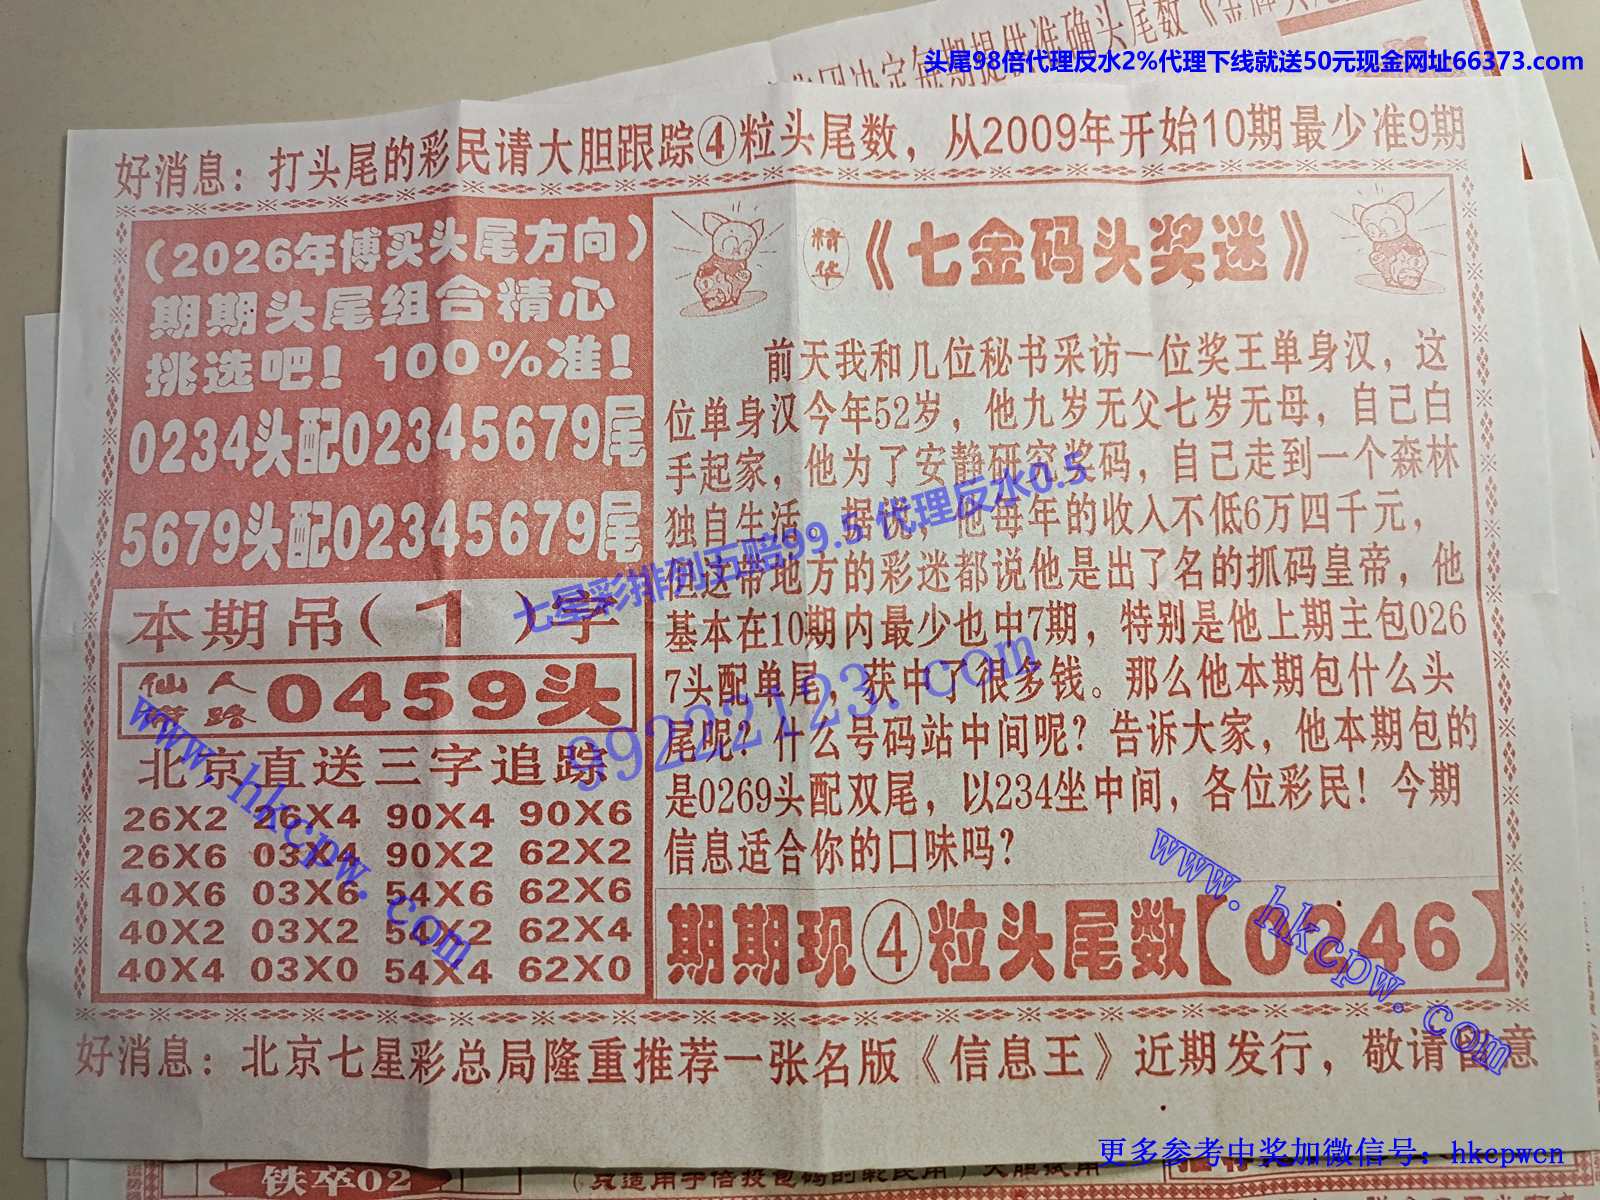 头尾98倍代理反水2%代理下线就送50元现金网址66373.com
好消息：打头尾的彩民请大胆跟踪④粒头尾数，从2009年开始10期最少准9期
（2026年博买头尾方向）
期期头尾组合精心
挑选吧！100%准！
0234头配02345679尾
5679头配02345679尾
本期吊（1）字
仙人
路
0459头
北京直送三字追踪
26X2 26X4 90X4 90X6
26X6 03X4 90X2 62X2
40X6 03X6 54X6 62X6
40X2 03X2 54X2 62X4
40X4 03X0 54X4 62X0
精华
《七金码头奖迷》
前天我和几位秘书采访一位奖王单身汉，这
位单身汉今年52岁，他九岁无父七岁无母，自己白
手起家，他为了安静研究奖码，自己走到一个森林
独自生活，据说，他每年的收入不低6万四千元，
但这带地方的彩迷都说他是出了名的抓码皇帝，他
基本在10期内最少也中7期，特别是他上期主包026
7头配单尾，获中了很多钱。那么他本期包什么头
尾呢？什么号码站中间呢？告诉大家，他本期包的
是0269头配双尾，以234坐中间，各位彩民！今期
信息适合你的口味吗？
期期现④粒头尾数【0246】
好消息：北京七星彩总局隆重推荐一张名版《信息王》近期发行，敬请留意
七星彩排列五赔99.5 代理反水0.5
99222123.com
www.hkcpw.com
www.hkcpw.com
更多参考中奖加微信号：hkcpwcn
铁卒02